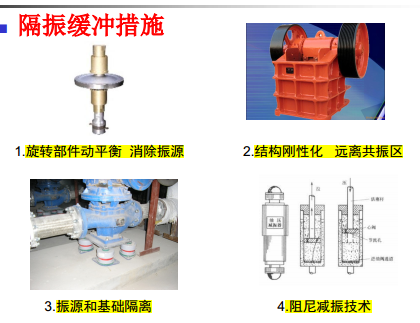 隔振缓冲措施
1.旋转部件动平衡 消除振源
2.结构刚性化 远离共振区
3.振源和基础隔离
4.阻尼减振技术